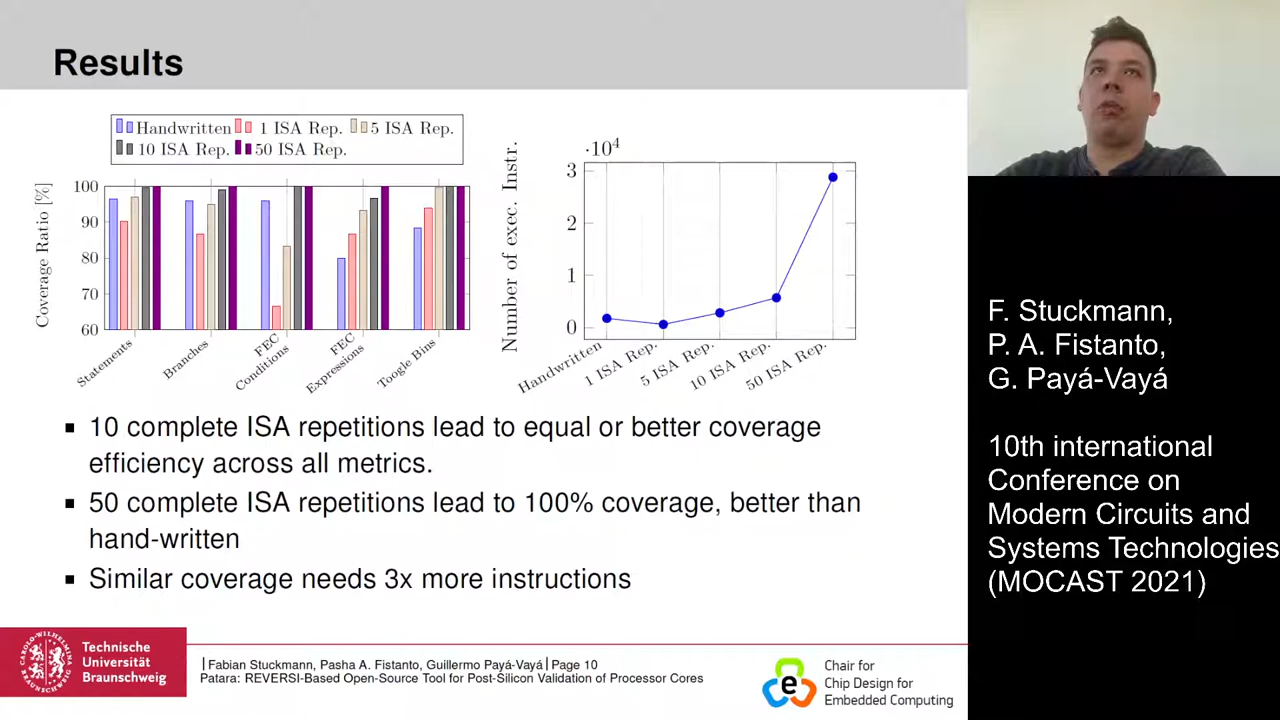 Results
Handwritten 1 ISA Rep. 5 ISA Rep.
10 ISA Rep. 50 ISA Rep.
Coverage Ratio [%]
100
90
80
70
60
Statements
Branches
FEC
Conditions
FEC
Expressions
Toogle Bins
Number of exec. Instr.
·10⁴
3
2
1
0
Handwritten
1 ISA Rep.
5 ISA Rep.
10 ISA Rep.
50 ISA Rep.
▪ 10 complete ISA repetitions lead to equal or better coverage
efficiency across all metrics.
▪ 50 complete ISA repetitions lead to 100% coverage, better than
hand-written
▪ Similar coverage needs 3x more instructions
F. Stuckmann,
P. A. Fistanto,
G. Payá-Vayá
10th international
Conference on
Modern Circuits and
Systems Technologies
(MOCAST 2021)
CAROLO-WILHELMINA
BRAUNSCHWEIG
Technische
Universität
Braunschweig
| Fabian Stuckmann, Pasha A. Fistanto, Guillermo Payá-Vayá | Page 10
Patara: REVERSI-Based Open-Source Tool for Post-Silicon Validation of Processor Cores
e
Chair for
Chip Design for
Embedded Computing